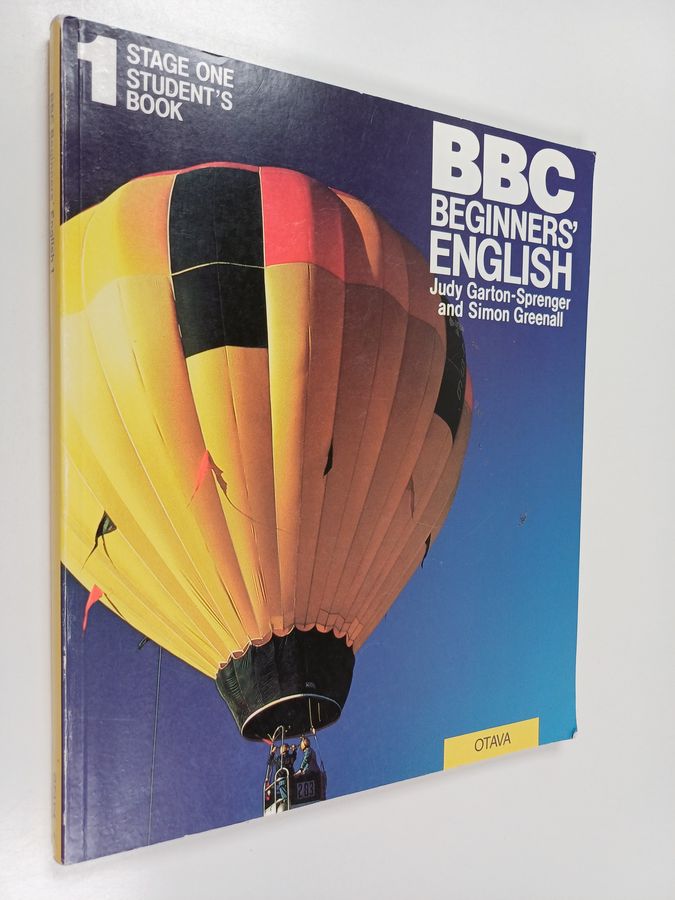 1
STAGE ONE
STUDENT'S
BOOK
BBC
BEGINNERS'
ENGLISH
Judy Garton-Sprenger
and Simon Greenall
OTAVA